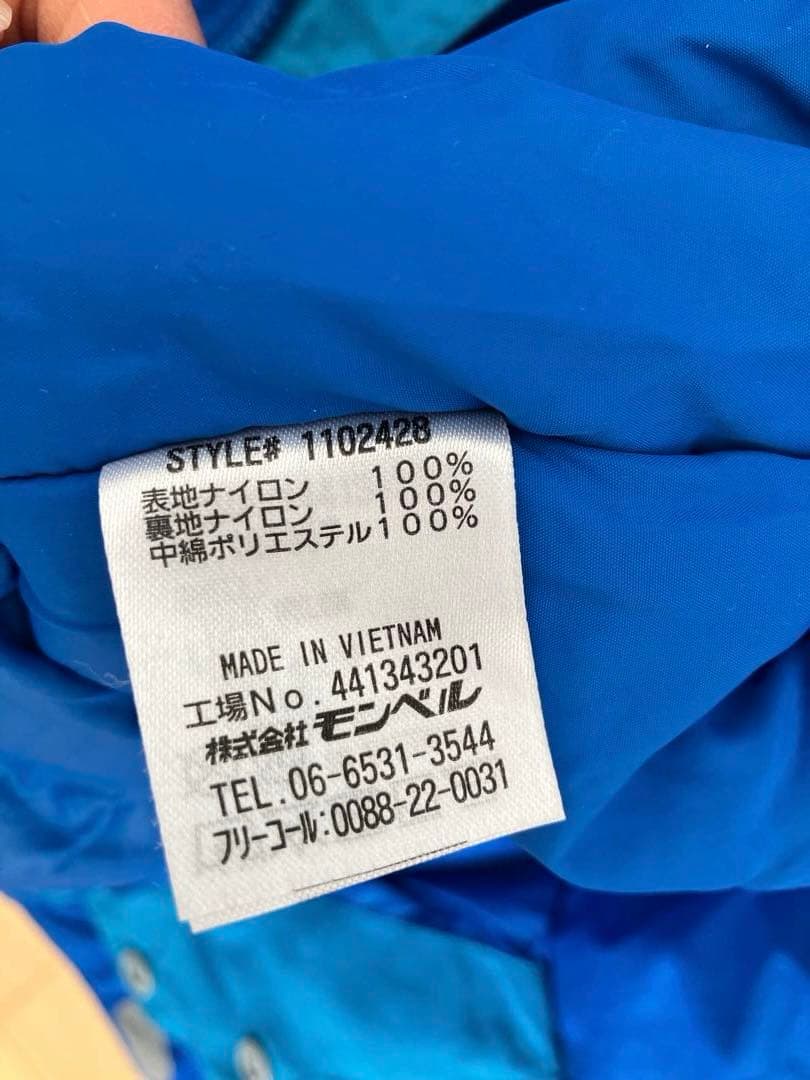 STYLE# 1102428
表地ナイロン 100%
裏地ナイロン 100%
中綿ポリエステル100%
MADE IN VIETNAM
工場No.441343201
株式会社モンベル
TEL.06-6531-3544
フリーコール:0088-22-0031